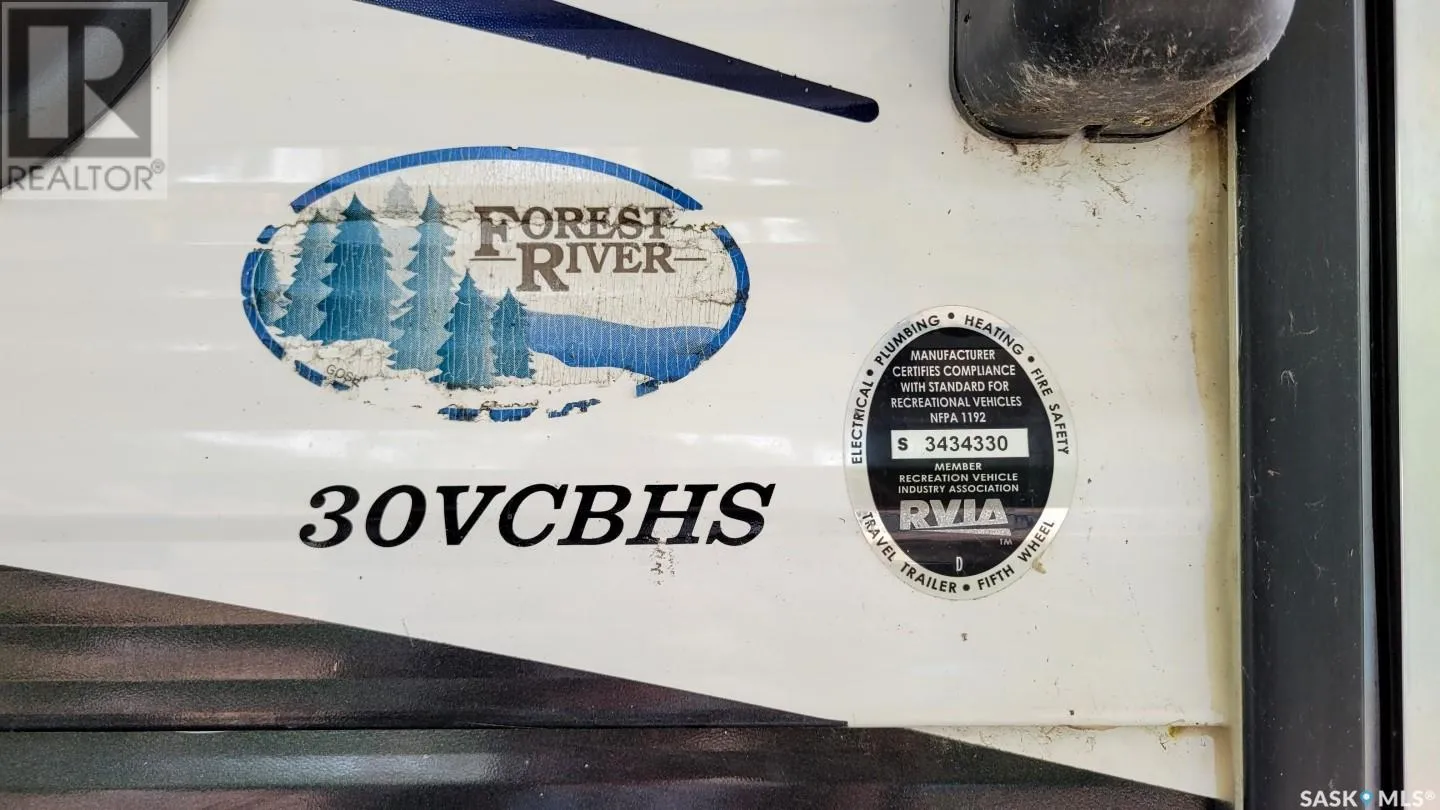 REALTOR®
FOREST
RIVER
30VCBHS
ELECTRICAL • PLUMBING • HEATING • FIRE SAFETY
MANUFACTURER
CERTIFIES COMPLIANCE
WITH STANDARD FOR
RECREATIONAL VEHICLES
NFPA 1192
S 3434330
MEMBER
RECREATION VEHICLE
INDUSTRY ASSOCIATION
RVIA
TM
D
TRAVEL TRAILER • FIFTH WHEEL
SASK MLS®